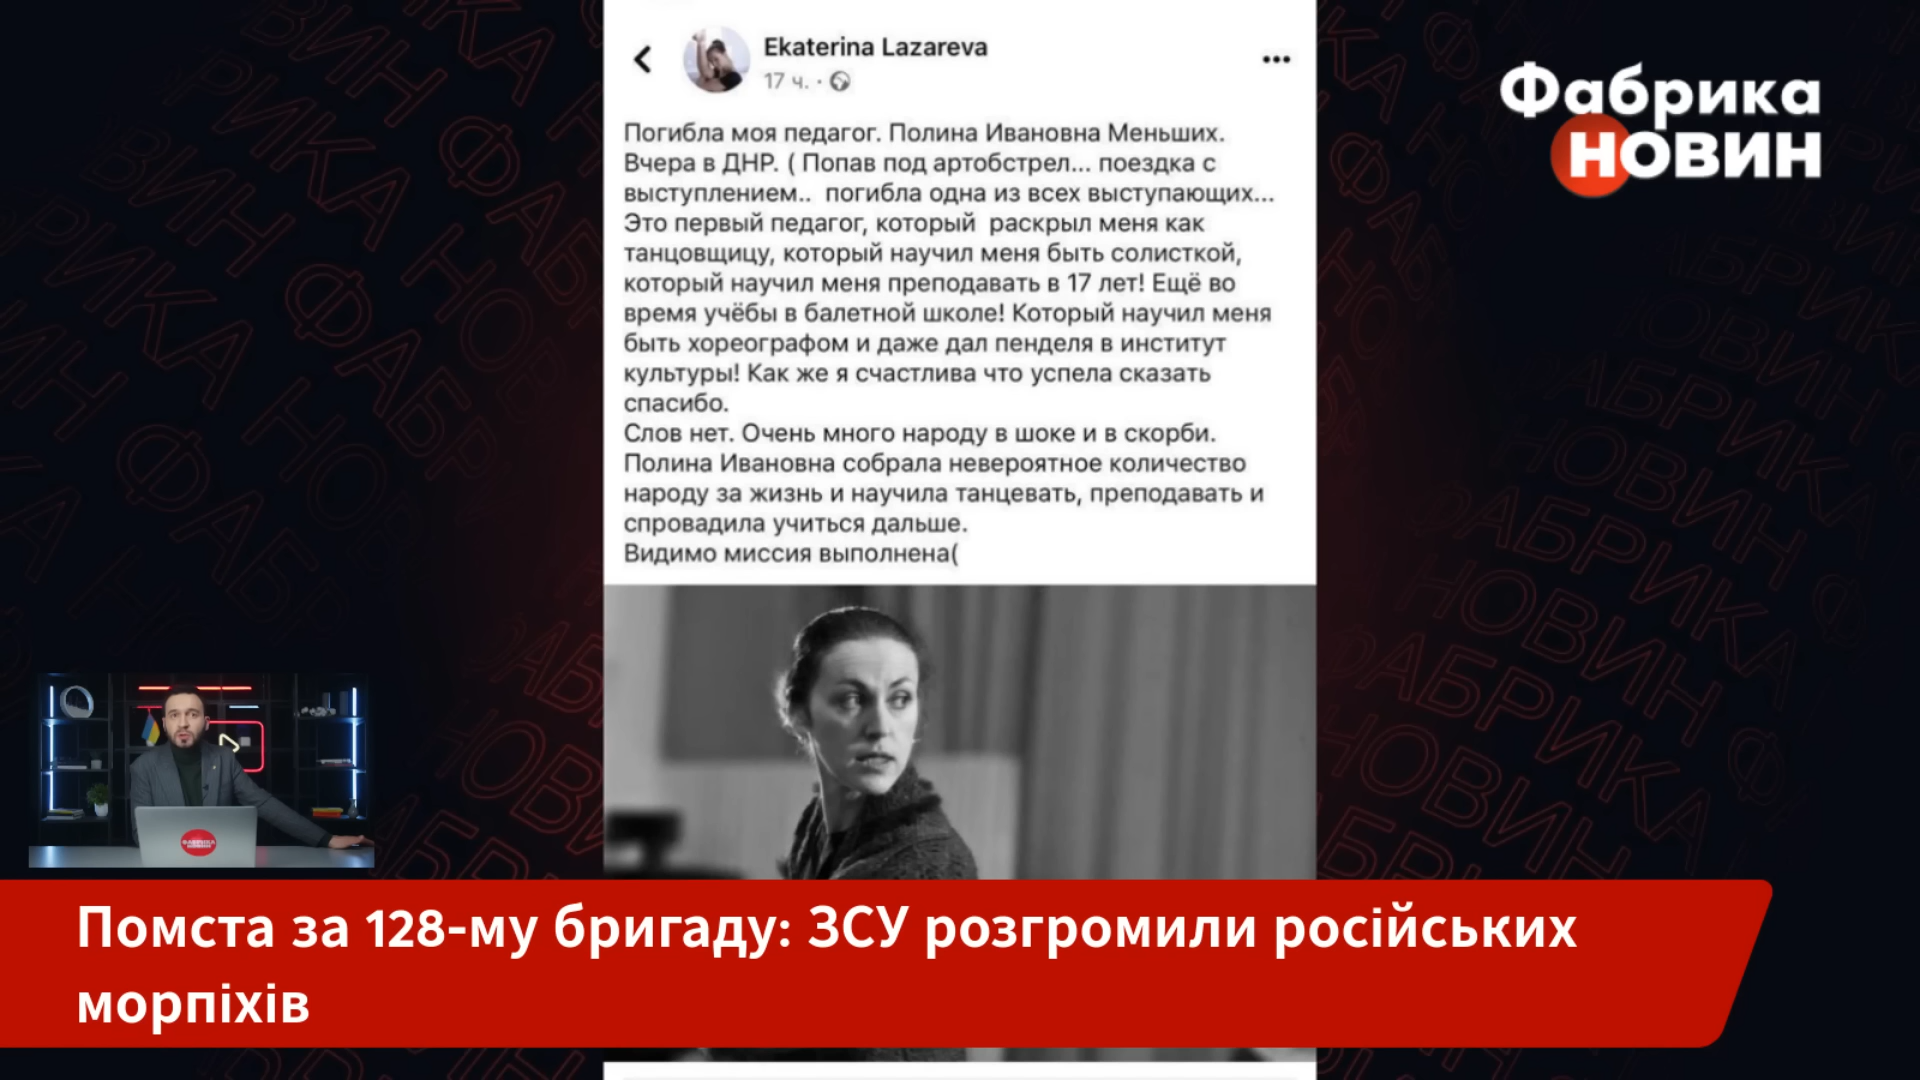 Ekaterina Lazareva
17 ч. ·
Погибла моя педагог. Полина Ивановна Меньших.
Вчера в ДНР. ( Попав под артобстрел... поездка с
выступлением.. погибла одна из всех выступающих...
Это первый педагог, который раскрыл меня как
танцовщицу, который научил меня быть солисткой,
который научил меня преподавать в 17 лет! Ещё во
время учёбы в балетной школе! Который научил меня
быть хореографом и даже дал пенделя в институт
культуры! Как же я счастлива что успела сказать
спасибо.
Слов нет. Очень много народу в шоке и в скорби.
Полина Ивановна собрала невероятное количество
народу за жизнь и научила танцевать, преподавать и
спровадила учиться дальше.
Видимо миссия выполнена(
Фабрика
новин
ФАБРИКА
НОВИН
Помста за 128-му бригаду: ЗСУ розгромили російських
морпіхів